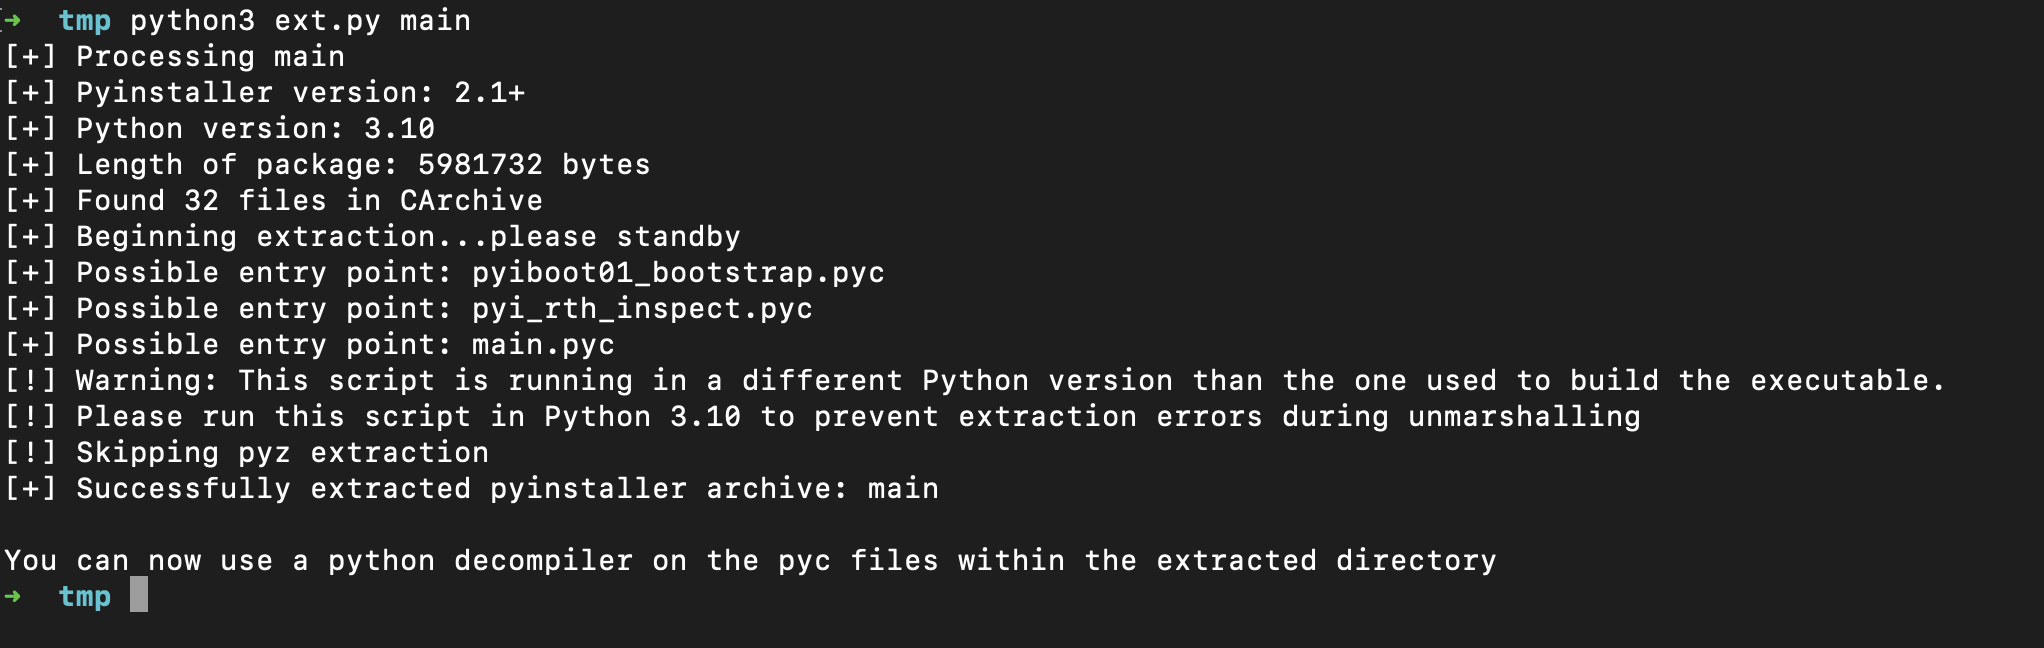 ➜  tmp python3 ext.py main
[+] Processing main
[+] Pyinstaller version: 2.1+
[+] Python version: 3.10
[+] Length of package: 5981732 bytes
[+] Found 32 files in CArchive
[+] Beginning extraction...please standby
[+] Possible entry point: pyiboot01_bootstrap.pyc
[+] Possible entry point: pyi_rth_inspect.pyc
[+] Possible entry point: main.pyc
[!] Warning: This script is running in a different Python version than the one used to build the executable.
[!] Please run this script in Python 3.10 to prevent extraction errors during unmarshalling
[!] Skipping pyz extraction
[+] Successfully extracted pyinstaller archive: main
You can now use a python decompiler on the pyc files within the extracted directory
➜  tmp